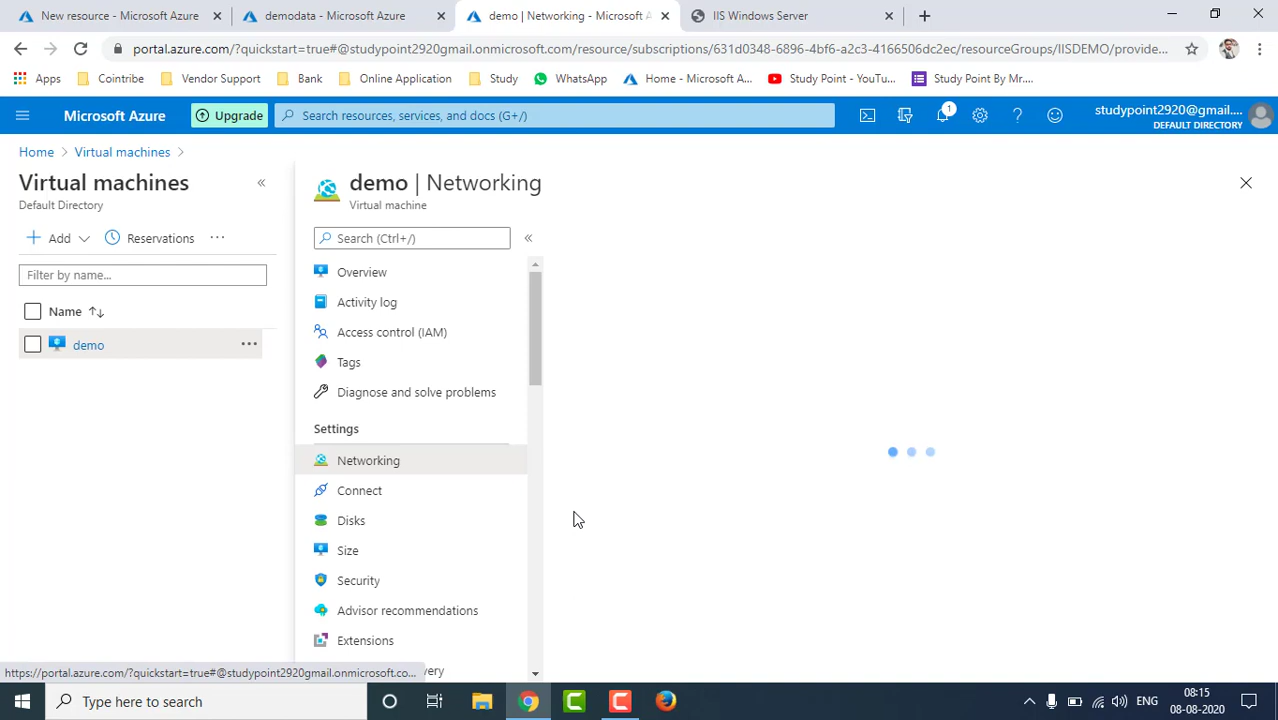 New resource - Microsoft Azure
demodata - Microsoft Azure
demo | Networking - Microsoft A
IIS Windows Server
portal.azure.com/?quickstart=true#@studypoint2920gmail.onmicrosoft.com/resource/subscriptions/631d0348-6896-4bf6-a2c3-4166506dc2ec/resourceGroups/IISDEMO/provide...
Apps
Cointribe
Vendor Support
Bank
Online Application
Study
WhatsApp
Home - Microsoft A...
Study Point - YouT...
Study Point By Mr....
Microsoft Azure
Upgrade
Search resources, services, and docs (G+/)
1
studypoint2920@gmail....
DEFAULT DIRECTORY
Home > Virtual machines >
Virtual machines
Default Directory
Add
Reservations
...
Filter by name...
Name
demo
...
demo | Networking
Virtual machine
Search (Ctrl+/)
Overview
Activity log
Access control (IAM)
Tags
Diagnose and solve problems
Settings
Networking
Connect
Disks
Size
Security
Advisor recommendations
Extensions
very
https://portal.azure.com/?quickstart=true#@studypoint2920gmail.onmicrosoft.co...
Type here to search
ENG
08:15
08-08-2020